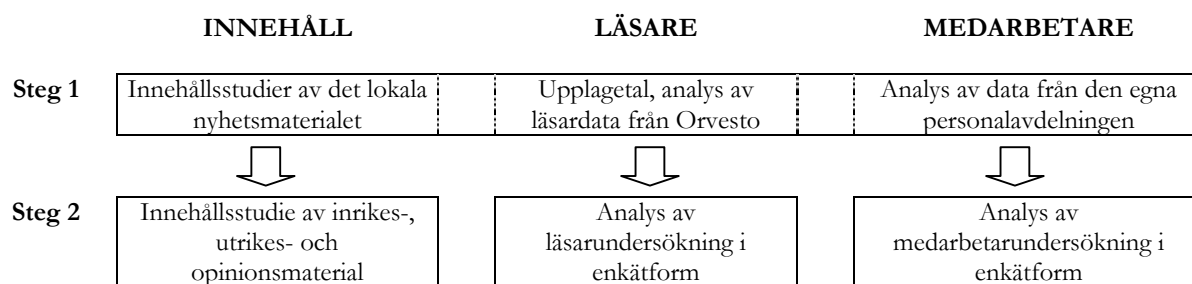 INNEHÅLL LÄSARE MEDARBETARE
Steg 1
Innehållsstudier av det lokala
nyhetsmaterialet
Upplagetal, analys av
läsardata från Orvesto
Analys av data från den egna
personalavdelningen
Steg 2
Innehållsstudie av inrikes-,
utrikes- och
opinionsmaterial
Analys av
läsarundersökning i
enkätform
Analys av
medarbetarundersökning i
enkätform